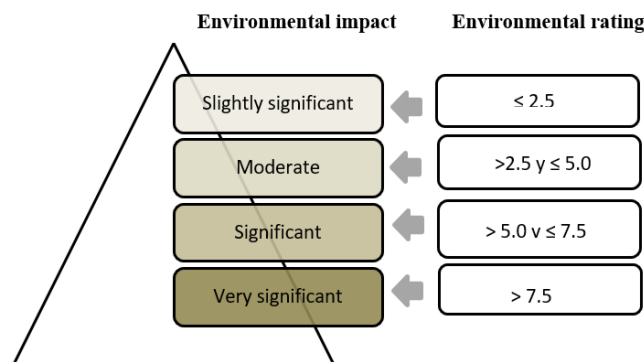 Environmental impact Environmental rating
Slightly significant ≤ 2.5
Moderate >2.5 y ≤ 5.0
Significant > 5.0 v ≤ 7.5
Very significant > 7.5